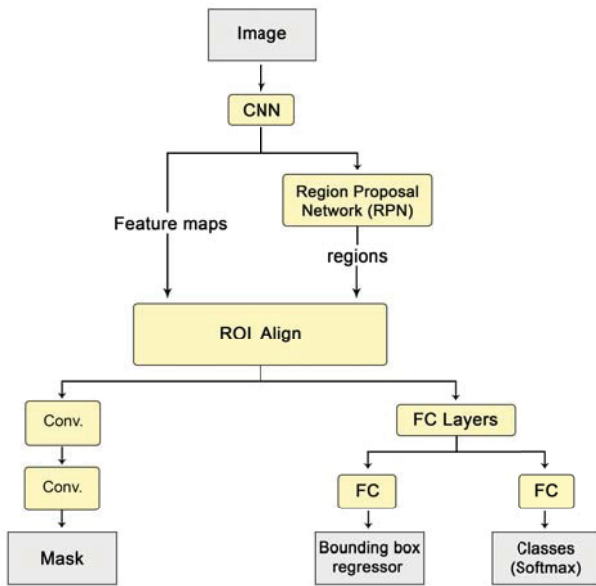 Image
CNN
Region Proposal
Network (RPN)
Feature maps
regions
ROI Align
Conv.
FC Layers
Conv.
FC
FC
Mask
Bounding box
regressor
Classes
(Softmax)